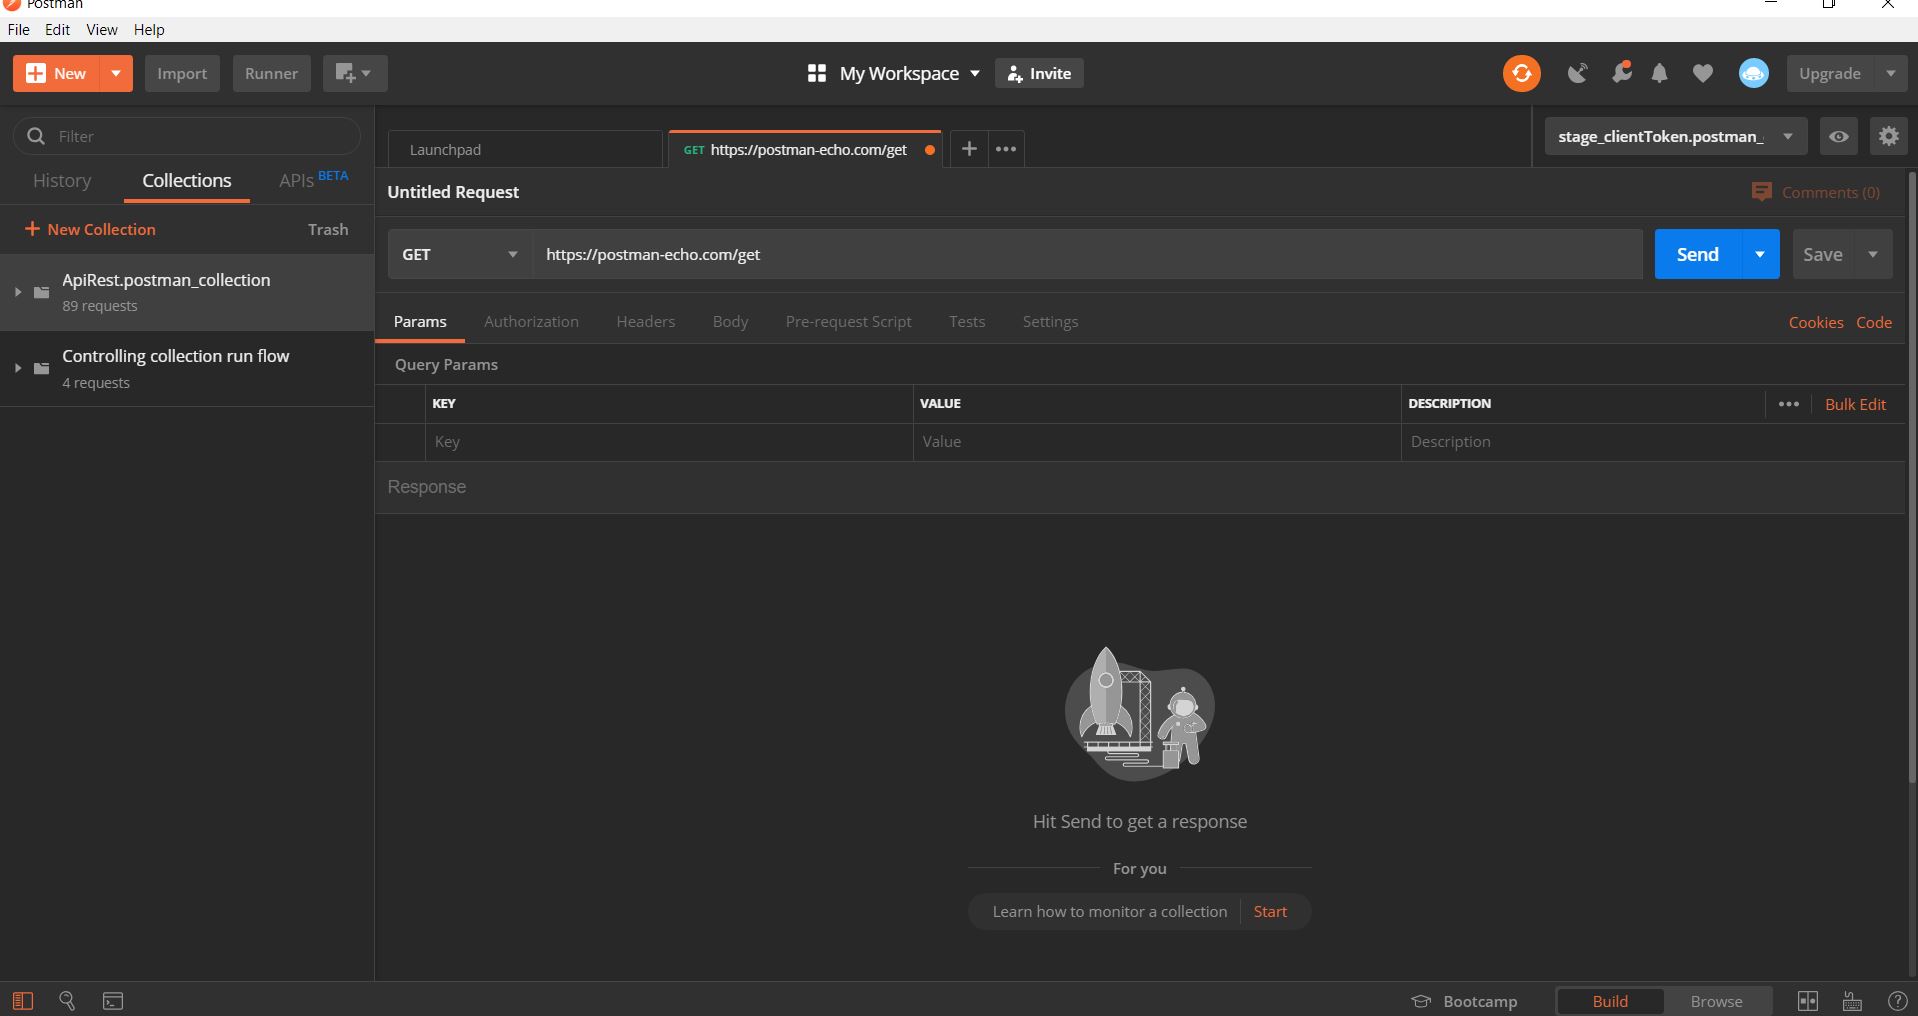 Postman
File Edit View Help
New Import Runner My Workspace Invite Upgrade
Filter
Launchpad GET https://postman-echo.com/get stage_clientToken.postman_
History Collections APIs BETA
Untitled Request Comments (0)
New Collection Trash
GET https://postman-echo.com/get Send Save
ApiRest.postman_collection
89 requests
Params Authorization Headers Body Pre-request Script Tests Settings Cookies Code
Controlling collection run flow
4 requests
Query Params
KEY VALUE DESCRIPTION Bulk Edit
Key Value Description
Response
Hit Send to get a response
For you
Learn how to monitor a collection Start
Bootcamp Build Browse